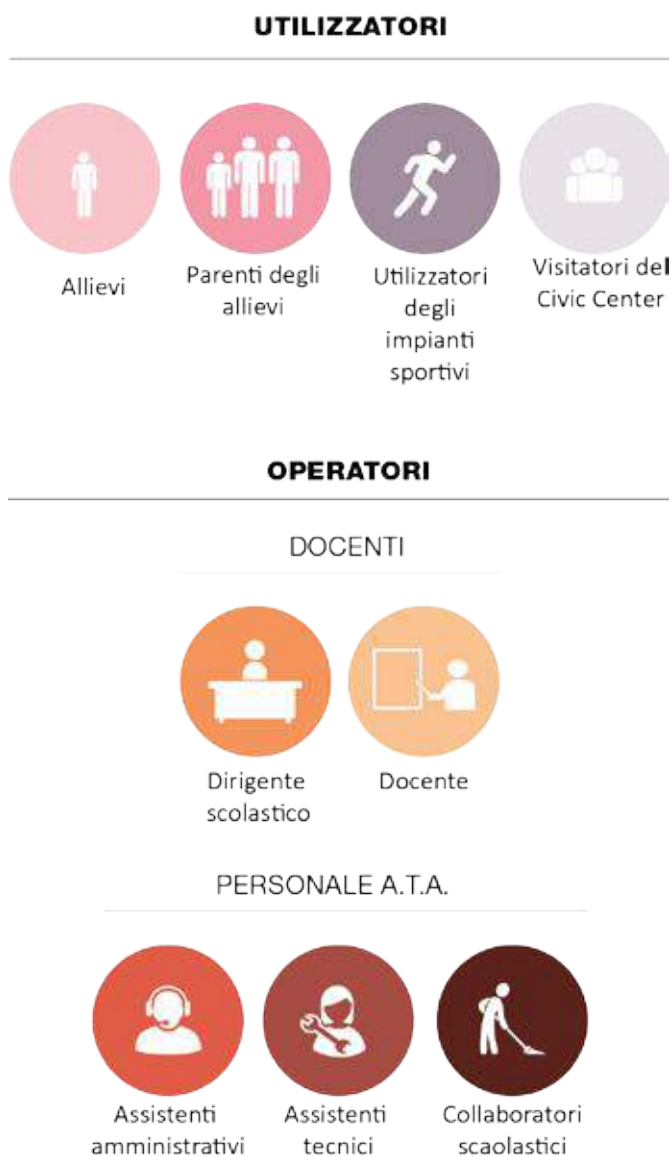 UTILIZZATORI
Allievi
Parenti degli
allievi
Utilizzatori
degli
impianti
sportivi
Visitatori del
Civic Center
OPERATORI
DOCENTI
Dirigente
scolastico
Docente
PERSONALE A.T.A.
Assistenti
amministrativi
Assistenti
tecnici
Collaboratori
scaolastici